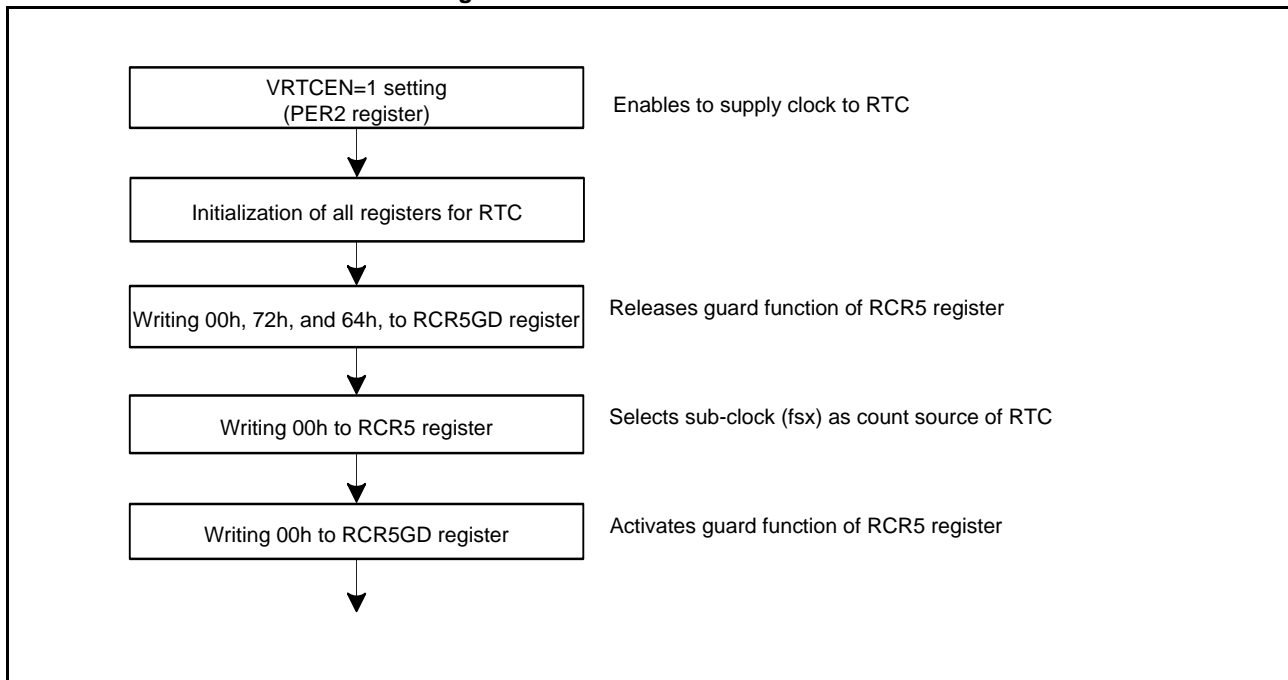 VRTCEN=1 setting
(PER2 register)
Enables to supply clock to RTC
Initialization of all registers for RTC
Writing 00h, 72h, and 64h, to RCR5GD register
Releases guard function of RCR5 register
Writing 00h to RCR5 register
Selects sub-clock (fsx) as count source of RTC
Writing 00h to RCR5GD register
Activates guard function of RCR5 register